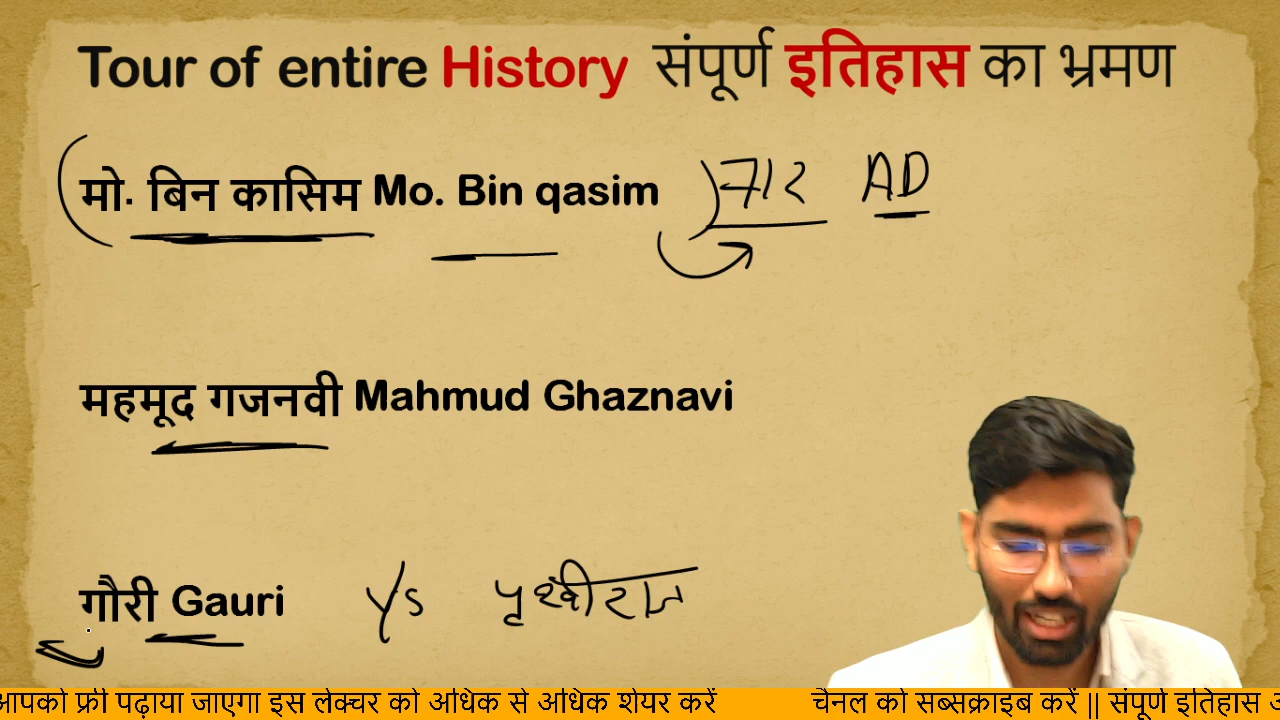 Tour of entire History संपूर्ण इतिहास का भ्रमण
(मो. बिन कासिम Mo. Bin qasim ) 712 AD
महमूद गजनवी Mahmud Ghaznavi
गौरी Gauri V/s पृथ्वीराज
आपको फ्री पढ़ाया जाएगा इस लेक्चर को अधिक से अधिक शेयर करें चैनल को सब्सक्राइब करें || संपूर्ण इतिहास